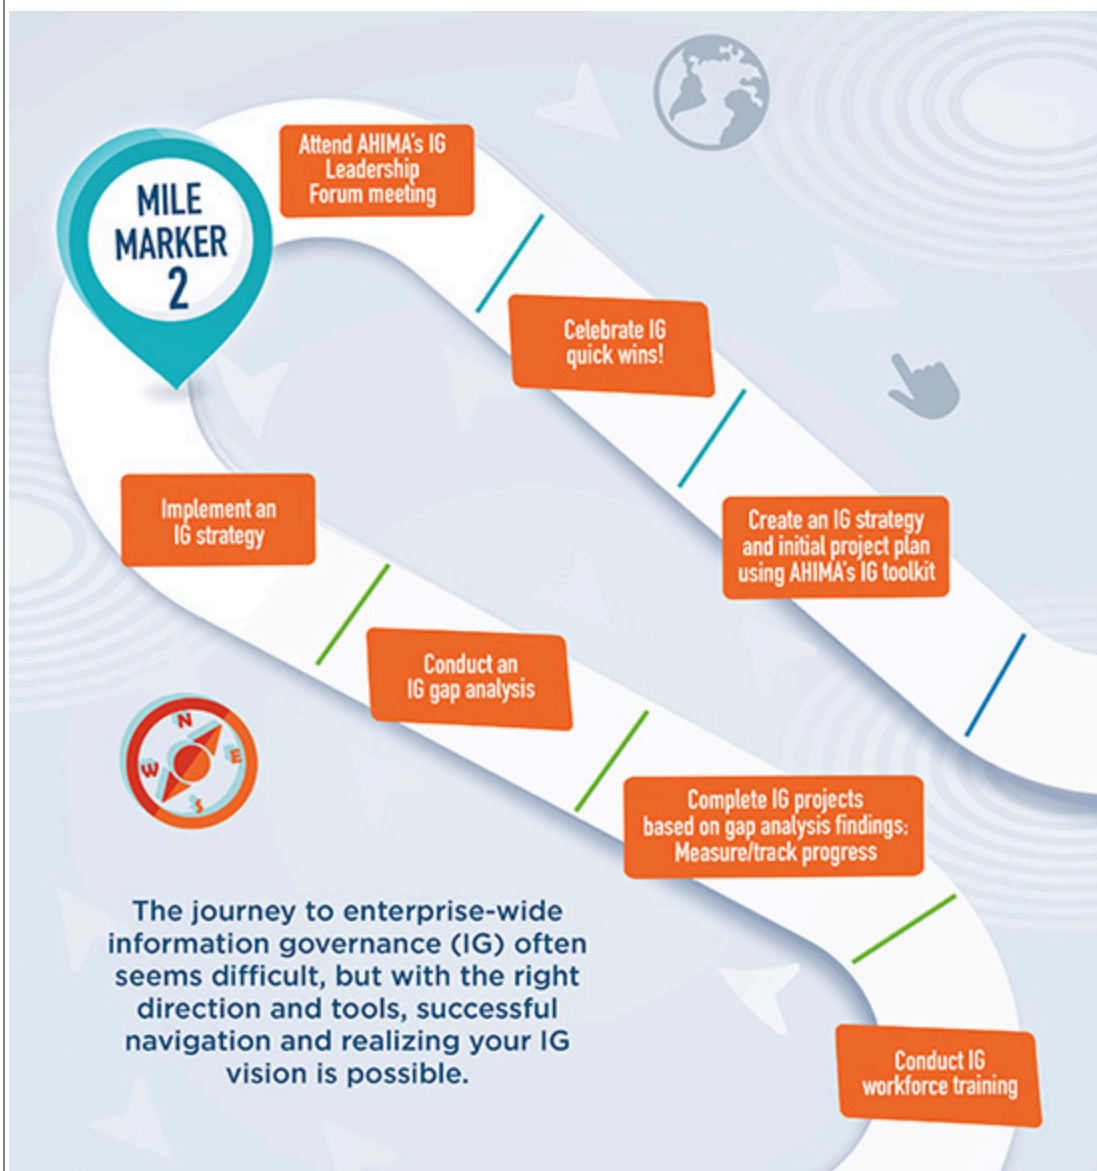 Attend AHIMA's IG
Leadership
Forum meeting
MILE
MARKER
2
Celebrate IG
quick wins!
Create an IG strategy
and initial project plan
using AHIMA's IG toolkit
Implement an
IG strategy
Conduct an
IG gap analysis
N
E
W
S
Complete IG projects
based on gap analysis findings;
Measure/track progress
The journey to enterprise-wide
information governance (IG) often
seems difficult, but with the right
direction and tools, successful
navigation and realizing your IG
vision is possible.
Conduct IG
workforce training